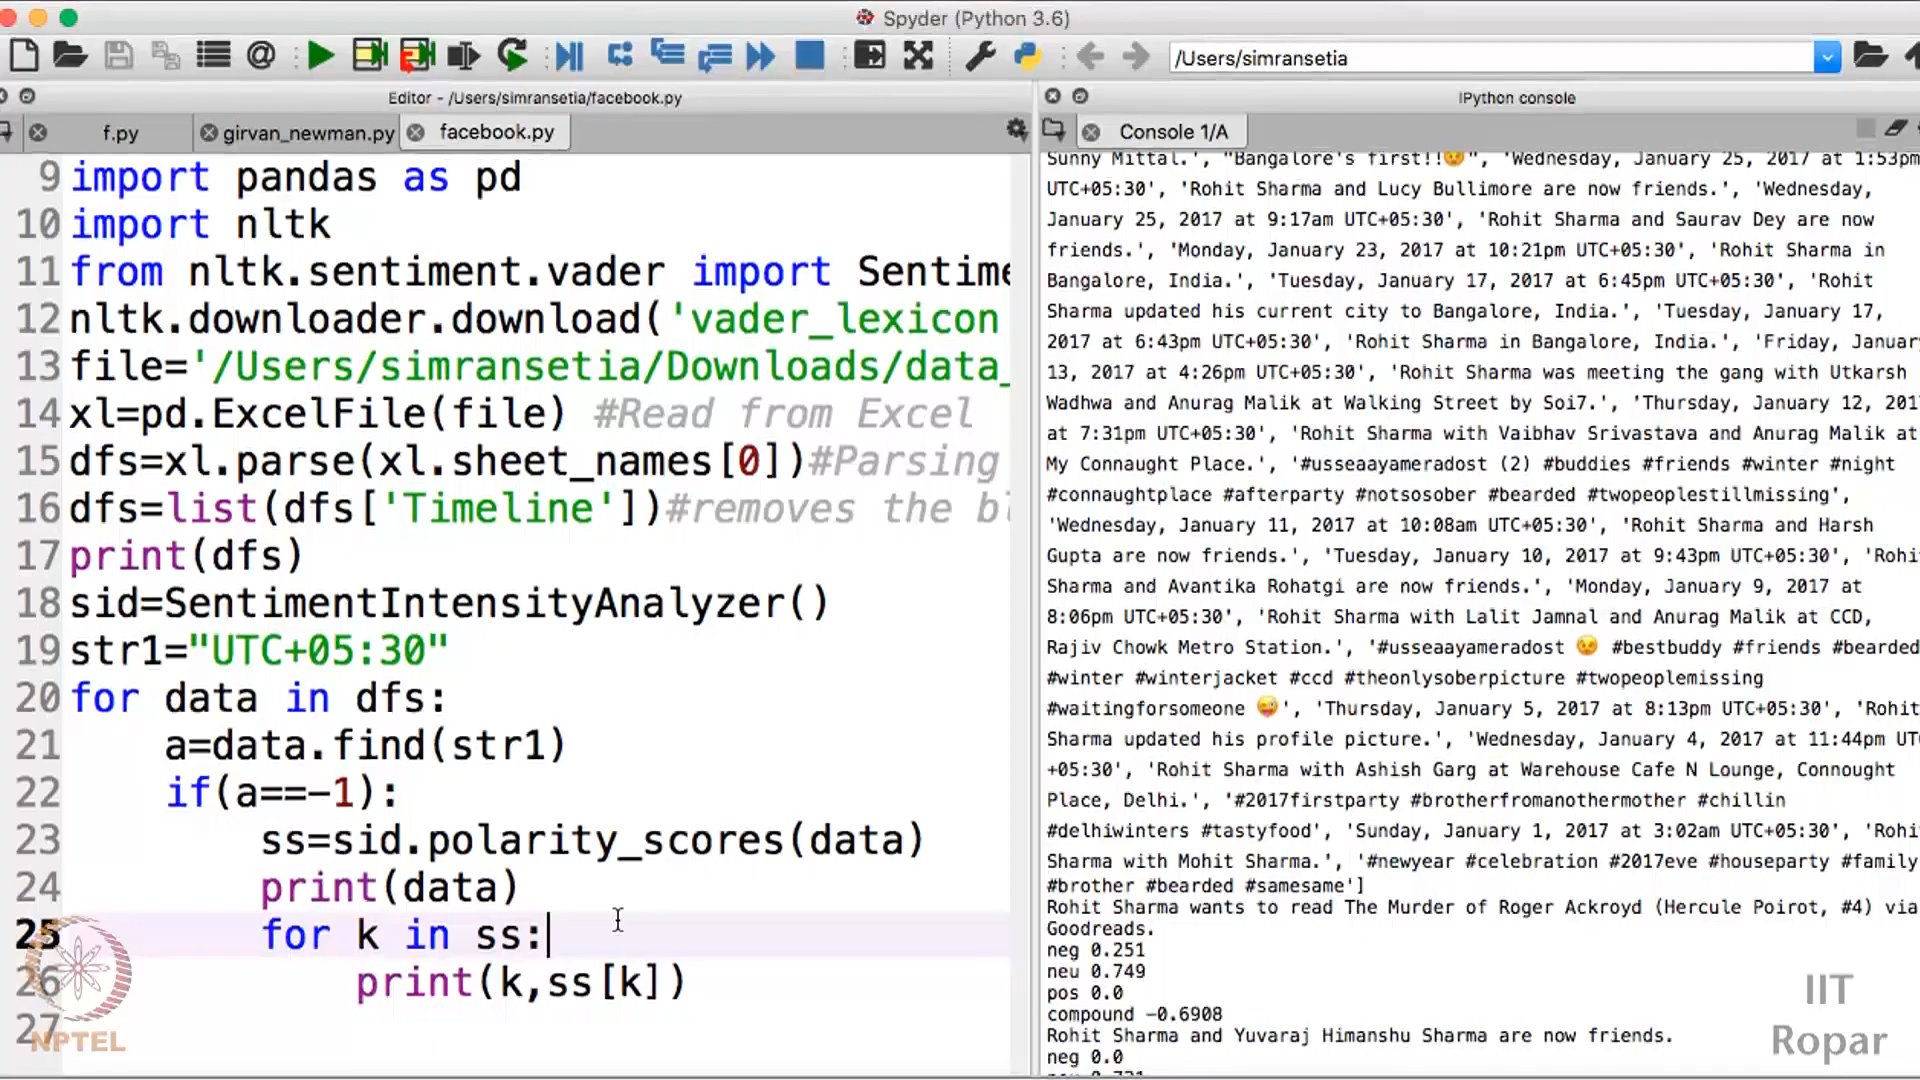 Spyder (Python 3.6)
/Users/simransetia
Editor - /Users/simransetia/facebook.py
f.py
girvan_newman.py
facebook.py
9 import pandas as pd
10 import nltk
11 from nltk.sentiment.vader import Sentime
12 nltk.downloader.download('vader_lexicon
13 file='/Users/simransetia/Downloads/data_
14 xl=pd.ExcelFile(file) #Read from Excel
15 dfs=xl.parse(xl.sheet_names[0])#Parsing
16 dfs=list(dfs['Timeline'])#removes the bl
17 print(dfs)
18 sid=SentimentIntensityAnalyzer()
19 str1="UTC+05:30"
20 for data in dfs:
21 a=data.find(str1)
22 if(a==-1):
23 ss=sid.polarity_scores(data)
24 print(data)
25 for k in ss:
26 print(k,ss[k])
27
NPTEL
IPython console
Console 1/A
Sunny Mittal.', "Bangalore's first!!😉", 'Wednesday, January 25, 2017 at 1:53pm
UTC+05:30', 'Rohit Sharma and Lucy Bullimore are now friends.', 'Wednesday,
January 25, 2017 at 9:17am UTC+05:30', 'Rohit Sharma and Saurav Dey are now
friends.', 'Monday, January 23, 2017 at 10:21pm UTC+05:30', 'Rohit Sharma in
Bangalore, India.', 'Tuesday, January 17, 2017 at 6:45pm UTC+05:30', 'Rohit
Sharma updated his current city to Bangalore, India.', 'Tuesday, January 17,
2017 at 6:43pm UTC+05:30', 'Rohit Sharma in Bangalore, India.', 'Friday, January
13, 2017 at 4:26pm UTC+05:30', 'Rohit Sharma was meeting the gang with Utkarsh
Wadhwa and Anurag Malik at Walking Street by Soi7.', 'Thursday, January 12, 201
at 7:31pm UTC+05:30', 'Rohit Sharma with Vaibhav Srivastava and Anurag Malik at
My Connaught Place.', '#usseaayameradost (2) #buddies #friends #winter #night
#connaughtplace #afterparty #notsosober #bearded #twopeoplestillmissing',
'Wednesday, January 11, 2017 at 10:08am UTC+05:30', 'Rohit Sharma and Harsh
Gupta are now friends.', 'Tuesday, January 10, 2017 at 9:43pm UTC+05:30', 'Rohi
Sharma and Avantika Rohatgi are now friends.', 'Monday, January 9, 2017 at
8:06pm UTC+05:30', 'Rohit Sharma with Lalit Jamnal and Anurag Malik at CCD,
Rajiv Chowk Metro Station.', '#usseaayameradost 😉 #bestbuddy #friends #bearded
#winter #winterjacket #ccd #theonlysoberpicture #twopeoplemissing
#waitingforsomeone 😜', 'Thursday, January 5, 2017 at 8:13pm UTC+05:30', 'Rohit
Sharma updated his profile picture.', 'Wednesday, January 4, 2017 at 11:44pm UTC
+05:30', 'Rohit Sharma with Ashish Garg at Warehouse Cafe N Lounge, Connought
Place, Delhi.', '#2017firstparty #brotherfromanothermother #chillin
#delhiwinters #tastyfood', 'Sunday, January 1, 2017 at 3:02am UTC+05:30', 'Rohit
Sharma with Mohit Sharma.', '#newyear #celebration #2017eve #houseparty #family
#brother #bearded #samesame']
Rohit Sharma wants to read The Murder of Roger Ackroyd (Hercule Poirot, #4) via
Goodreads.
neg 0.251
neu 0.749
pos 0.0
compound -0.6908
Rohit Sharma and Yuvaraj Himanshu Sharma are now friends.
neg 0.0
IIT
Ropar